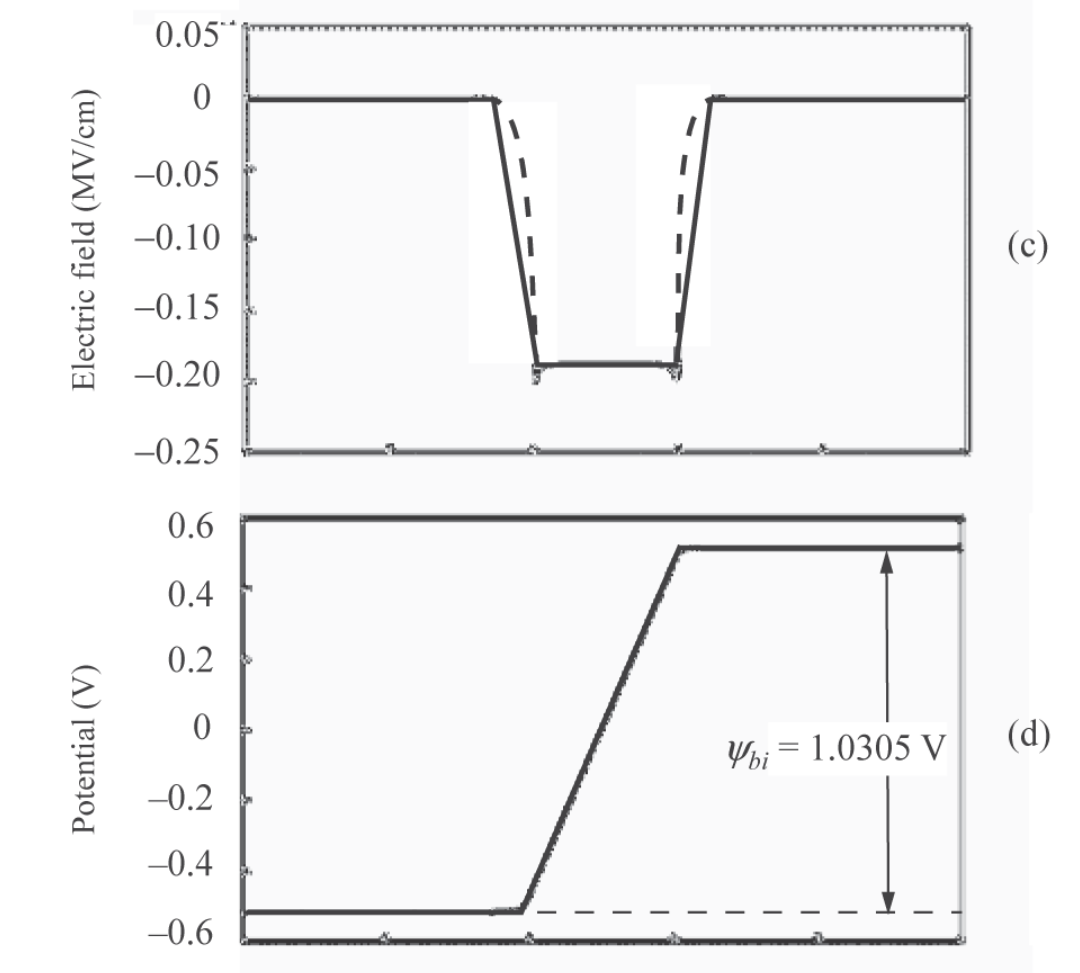 0.05
0
–0.05
–0.10
–0.15
–0.20
–0.25
Electric field (MV/cm)
(c)
0.6
0.4
0.2
0
–0.2
–0.4
–0.6
Potential (V)
ψbi = 1.0305 V
(d)